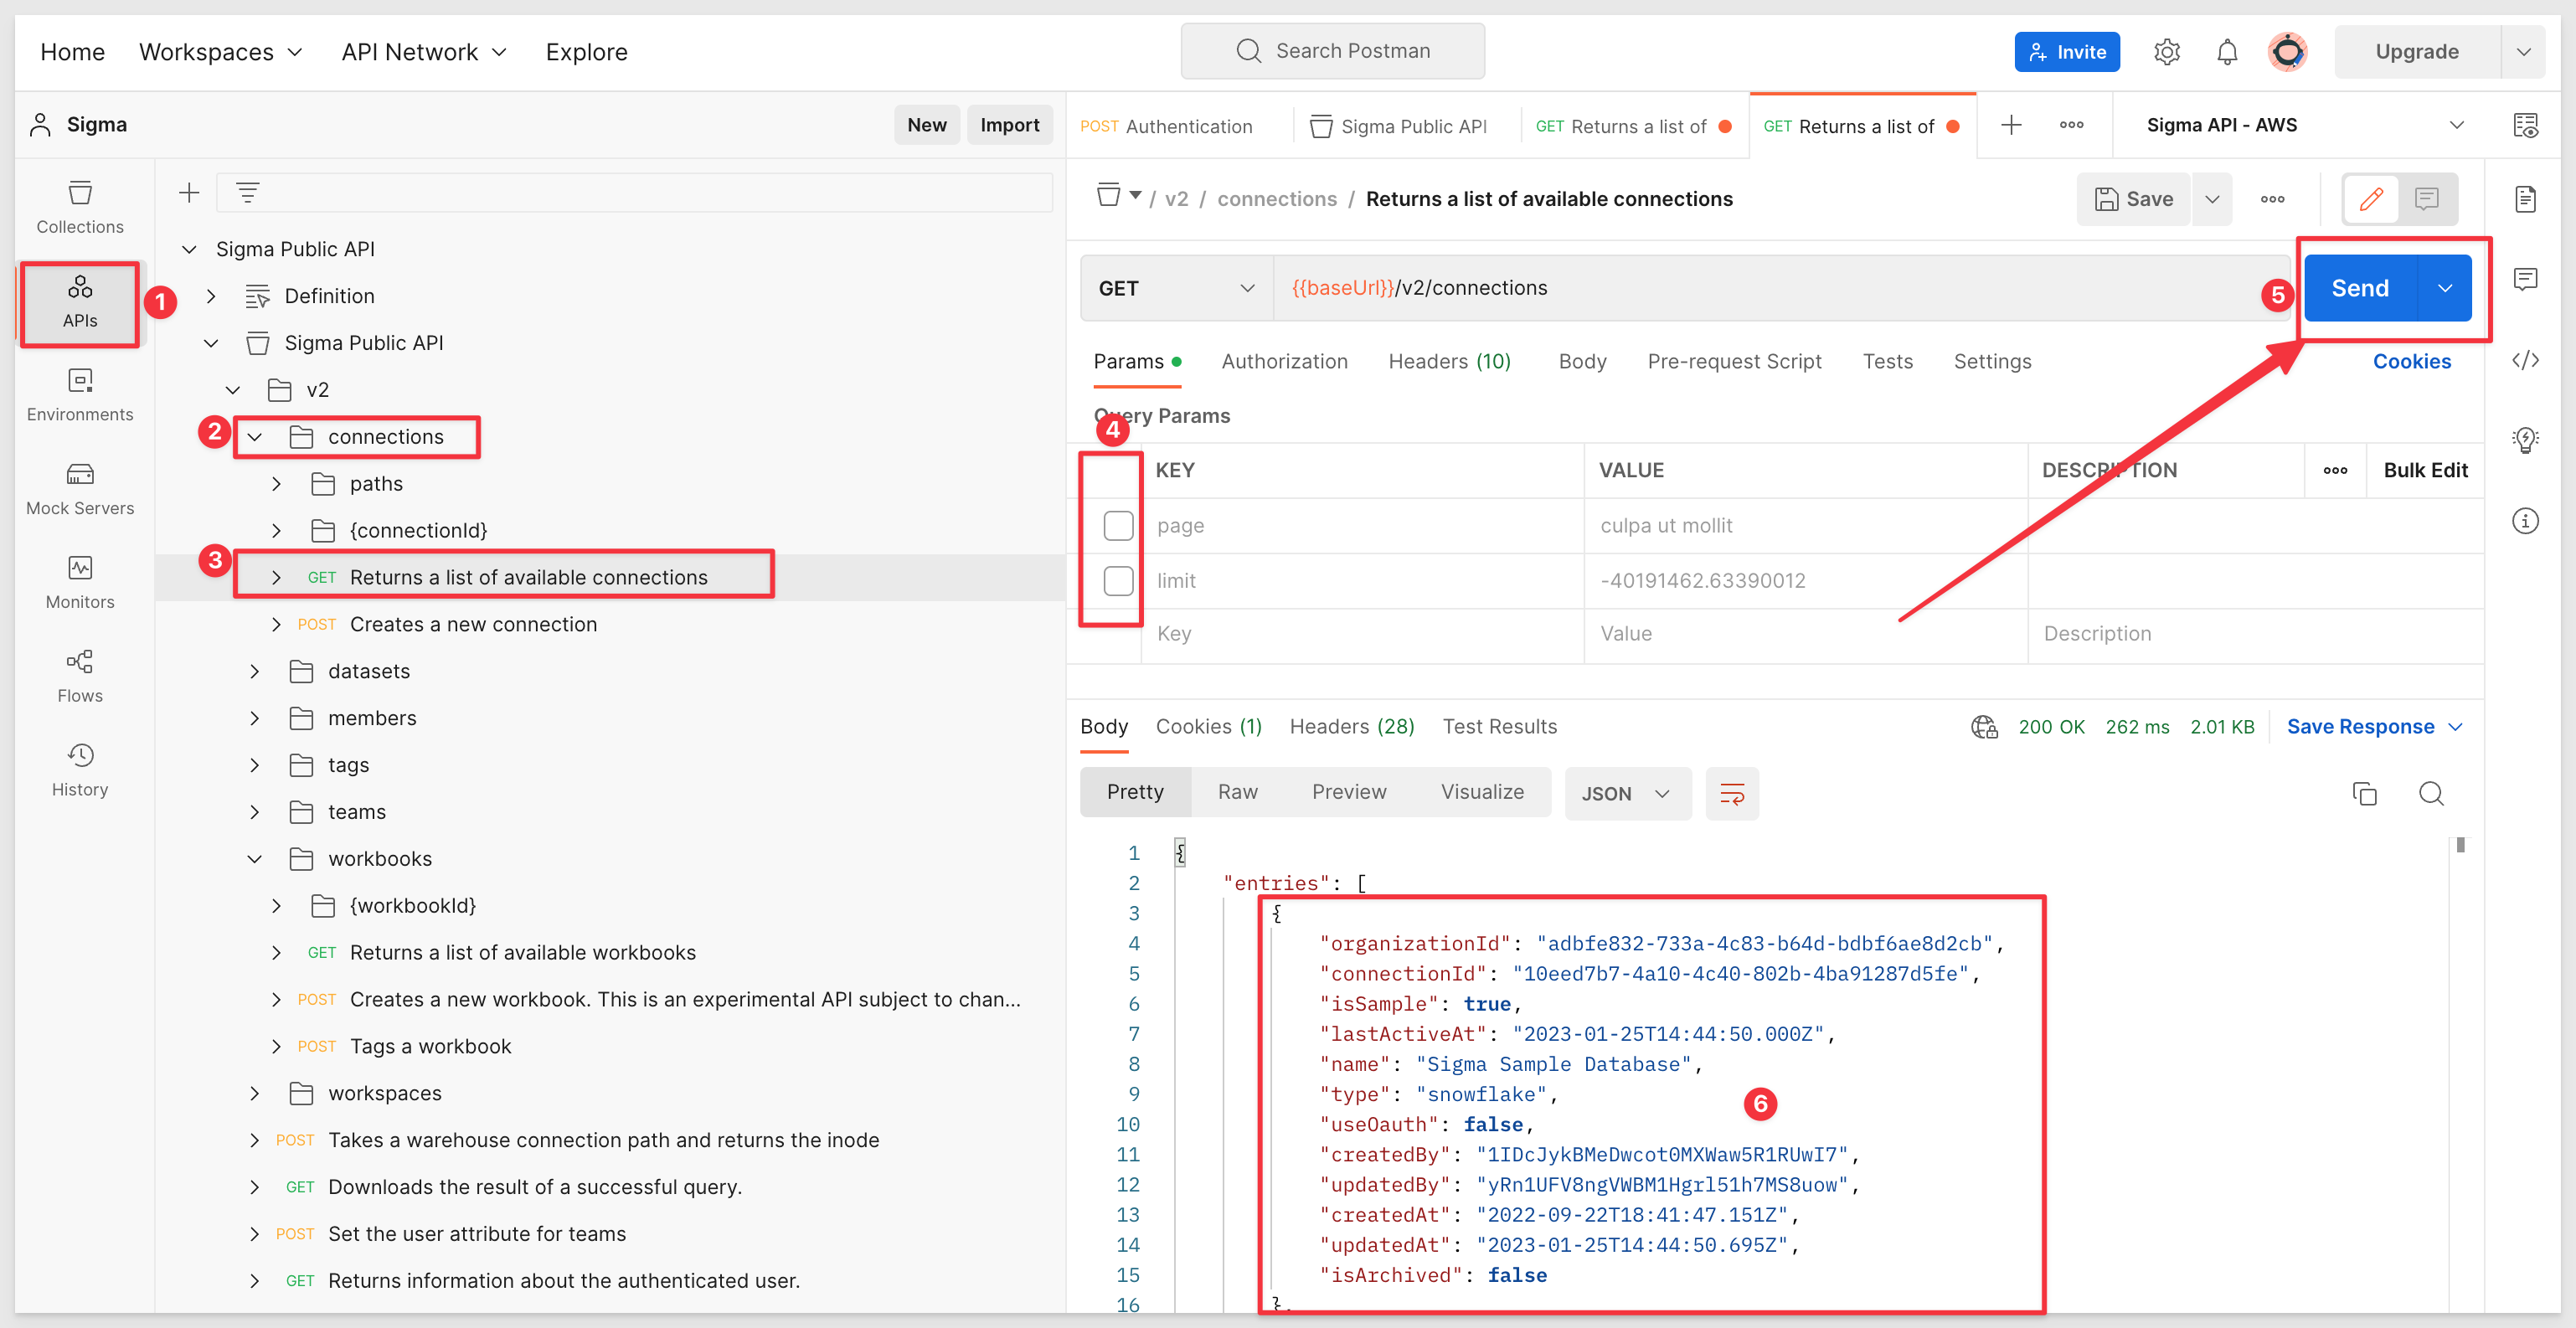 Home Workspaces API Network Explore Search Postman Invite Upgrade
Sigma New Import
POST Authentication Sigma Public API GET Returns a list of GET Returns a list of Sigma API - AWS
Collections
APIs
Environments
Mock Servers
Monitors
Flows
History
1
Sigma Public API
Definition
Sigma Public API
v2
2 connections
paths
{connectionId}
3 GET Returns a list of available connections
POST Creates a new connection
datasets
members
tags
teams
workbooks
{workbookId}
GET Returns a list of available workbooks
POST Creates a new workbook. This is an experimental API subject to chan...
POST Tags a workbook
workspaces
POST Takes a warehouse connection path and returns the inode
GET Downloads the result of a successful query.
POST Set the user attribute for teams
GET Returns information about the authenticated user.
/ v2 / connections / Returns a list of available connections Save
GET {{baseUrl}}/v2/connections 5 Send
Params Authorization Headers (10) Body Pre-request Script Tests Settings Cookies
Query Params
4
KEY VALUE DESCRIPTION Bulk Edit
page culpa ut mollit
limit -40191462.63390012
Key Value Description
Body Cookies (1) Headers (28) Test Results 200 OK 262 ms 2.01 KB Save Response
Pretty Raw Preview Visualize JSON
1 {
2 "entries": [
3 {
4 "organizationId": "adbfe832-733a-4c83-b64d-bdbf6ae8d2cb",
5 "connectionId": "10eed7b7-4a10-4c40-802b-4ba91287d5fe",
6 "isSample": true,
7 "lastActiveAt": "2023-01-25T14:44:50.000Z",
8 "name": "Sigma Sample Database",
9 "type": "snowflake",
6
10 "useOauth": false,
11 "createdBy": "1IDcJykBMeDwcot0MXWaw5R1RUwI7",
12 "updatedBy": "yRn1UFV8ngVWBM1Hgrl51h7MS8uow",
13 "createdAt": "2022-09-22T18:41:47.151Z",
14 "updatedAt": "2023-01-25T14:44:50.695Z",
15 "isArchived": false
16 },